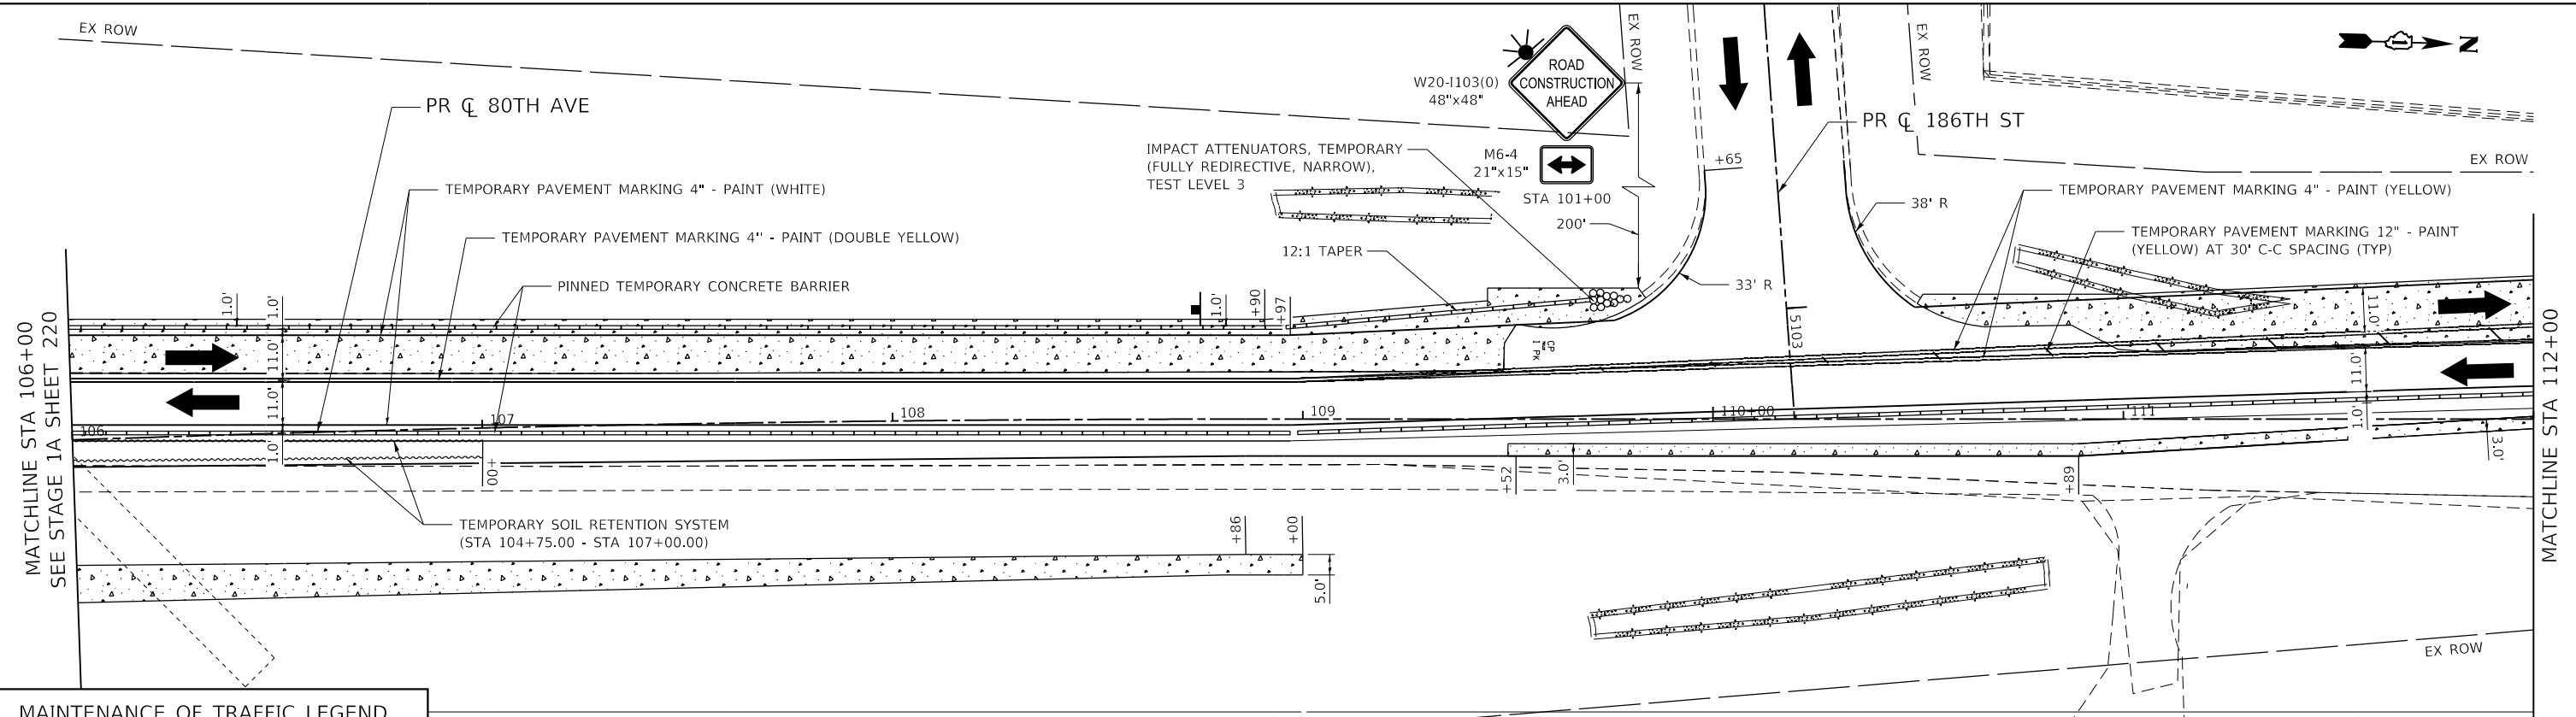 EX ROW
PR ℄ 80TH AVE
TEMPORARY PAVEMENT MARKING 4" - PAINT (WHITE)
TEMPORARY PAVEMENT MARKING 4" - PAINT (DOUBLE YELLOW)
PINNED TEMPORARY CONCRETE BARRIER
ROAD
CONSTRUCTION
AHEAD
W20-I103(0)
48"x48"
M6-4
21"x15"
STA 101+00
200'
IMPACT ATTENUATORS, TEMPORARY
(FULLY REDIRECTIVE, NARROW),
TEST LEVEL 3
12:1 TAPER
EX ROW
+65
33' R
PR ℄ 186TH ST
38' R
EX ROW
N
EX ROW
TEMPORARY PAVEMENT MARKING 4" - PAINT (YELLOW)
TEMPORARY PAVEMENT MARKING 12" - PAINT
(YELLOW) AT 30' C-C SPACING (TYP)
MATCHLINE STA 106+00
SEE STAGE 1A SHEET 220
1.0'
1.0'
11.0'
11.0'
1.0'
1.0'
+90
+97
CP
5103
11.0'
11.0'
1.0'
3.0'
106
107
108
109
110+00
111
+00
+52
3.0'
+89
TEMPORARY SOIL RETENTION SYSTEM
(STA 104+75.00 - STA 107+00.00)
+86
+00
5.0'
EX ROW
MATCHLINE STA 112+00
MAINTENANCE OF TRAFFIC LEGEND